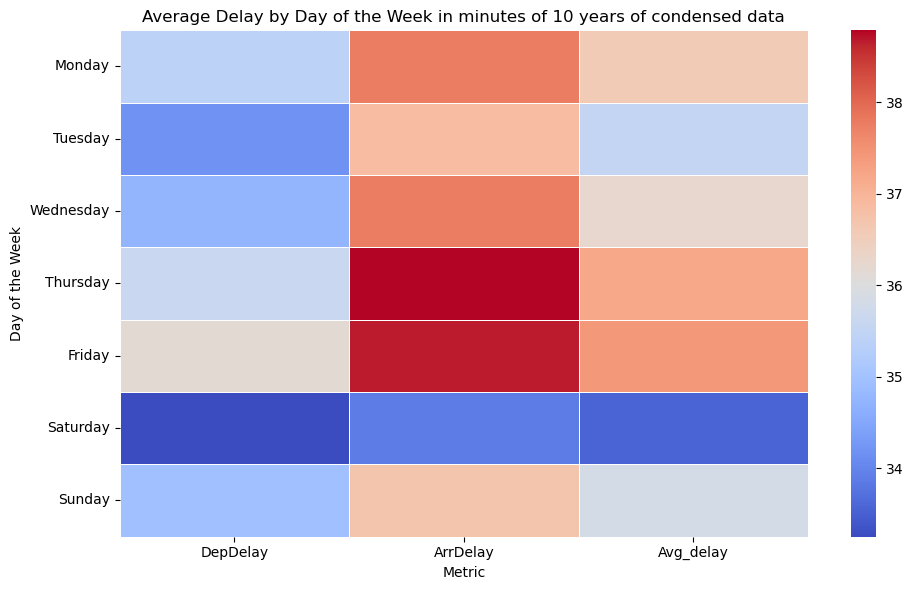 Average Delay by Day of the Week in minutes of 10 years of condensed data
Day of the Week
Monday
Tuesday
Wednesday
Thursday
Friday
Saturday
Sunday
DepDelay
ArrDelay
Avg_delay
Metric
38
37
36
35
34